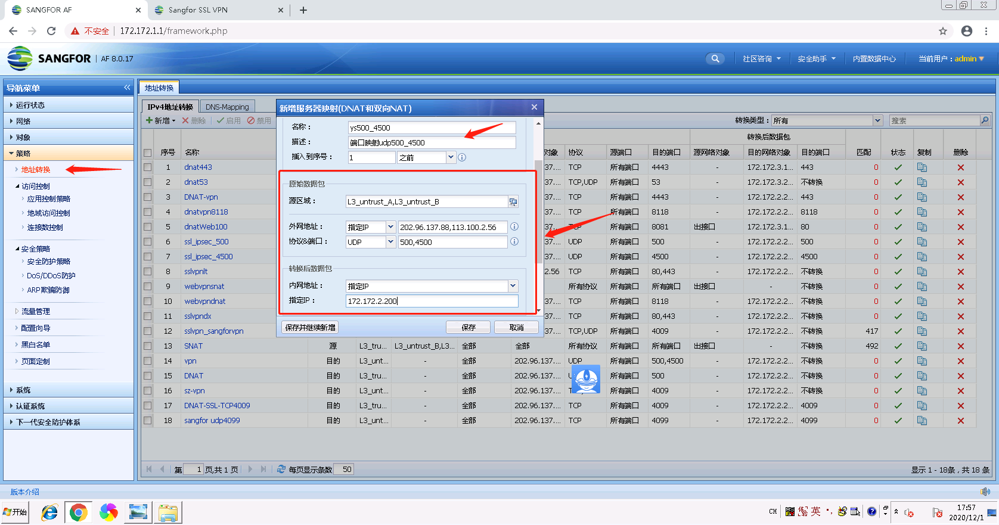 SANGFOR AF
Sangfor SSL VPN
不安全
172.172.1.1/framework.php
SANGFOR
AF 8.0.17
社区咨询
安全助手
内置数据中心
当前用户：admin
导航菜单
运行状态
网络
对象
策略
地址转换
访问控制
应用控制策略
地域访问控制
连接数控制
安全策略
安全防护策略
DoS/DDoS防护
ARP欺骗防御
流量管理
配置向导
黑白名单
页面定制
系统
认证系统
下一代安全防护体系
地址转换
IPv4地址转换
DNS-Mapping
新增 删除 启用 禁用
转换类型： 所有 搜索
转换后数据包
序号 名称 对象 协议 源端口 目的端口 源网络对象 目的网络对象 目的端口 匹配 状态 复制 删除
1 dnat443 37.... TCP 所有端口 4443 - 172.172.3.1... 443 0
2 dnat53 37.... TCP,UDP 所有端口 53 - 172.172.3.2... 不转换 0
3 DNAT-vpn 37.... TCP 所有端口 4443 - 172.172.2.2... 443 0
4 dnatvpn8118 37.... TCP 所有端口 8118 - 172.172.2.2... 8118 0
5 dnatWeb100 37.... TCP 所有端口 8081 出接口 172.172.3.1... 80 0
6 ssl_ipsec_500 37.... UDP 所有端口 500 - 172.172.2.2... 500 0
7 ssl_ipsec_4500 37.... UDP 所有端口 4500 - 172.172.2.2... 4500 0
8 sslvpnlt 2.56 TCP 所有端口 80,443 - 172.172.2.2... 不转换 0
9 webvpnsnat 所有协议 所有端口 所有端口 出接口 - 不转换 0
10 webvpndnat 37.... TCP 所有端口 8118 - 172.172.2.2... 不转换 0
11 sslvpndx 37.... TCP 所有端口 80,443 - 172.172.2.2... 不转换 0
12 sslvpn_sangforvpn 37.... TCP,UDP 所有端口 4009 - 172.172.2.2... 不转换 417
13 SNAT 源 L3_tru... L3_untrust_B,L3... 全部 全部 所有协议 所有端口 所有端口 出接口 - 不转换 492
14 vpn 目的 L3_unt... - 全部 202.96.137.... UDP 所有端口 500,4500 - 172.172.2.2... 不转换 0
15 DNAT 目的 L3_tru... - 全部 202.96.137.... 所有端口 500 - 172.172.2.2... 不转换 0
16 sz-vpn 目的 L3_unt... - 全部 202.96.137.... 所有端口 4009 - 172.172.2.2... 不转换 0
17 DNAT-SSL-TCP4009 目的 L3_tru... - 全部 202.96.137.... TCP 所有端口 4009 - 172.172.2.2... 4009 0
18 sangfor udp4099 目的 L3_unt... - 全部 202.96.137.... TCP 所有端口 4099 - 172.172.2.2... 4099 0
新增服务器映射(DNAT和双向NAT)
名称： ys500_4500
描述： 端口映射udp500_4500
插入到序号： 1 之前
原始数据包
源区域： L3_untrust_A,L3_untrust_B
外网地址： 指定IP 202.96.137.88,113.100.2.56
协议&端口： UDP 500,4500
转换后数据包
内网地址： 指定IP
指定IP： 172.172.2.200
保存并继续新增 保存 取消
第 1 页,共 1 页 每页显示条数 50
显示 1 - 18条，共 18 条
版本介绍
开始
CH
英
17:57
2020/12/1